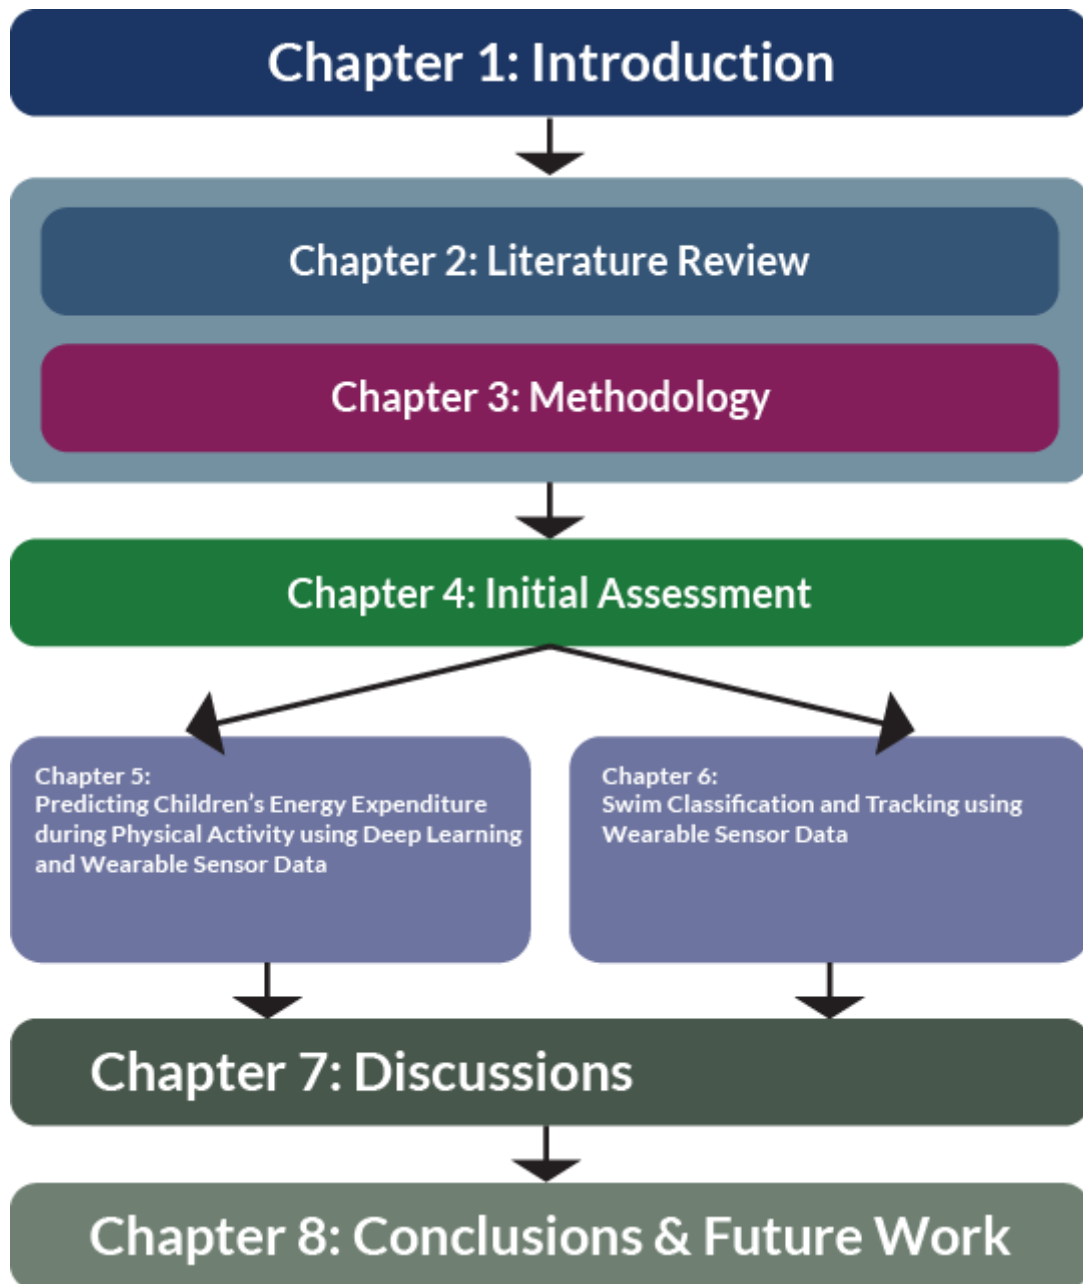 Chapter 1: Introduction
Chapter 2: Literature Review
Chapter 3: Methodology
Chapter 4: Initial Assessment
Chapter 5:
Predicting Children’s Energy Expenditure
during Physical Activity using Deep Learning
and Wearable Sensor Data
Chapter 6:
Swim Classification and Tracking using
Wearable Sensor Data
Chapter 7: Discussions
Chapter 8: Conclusions & Future Work